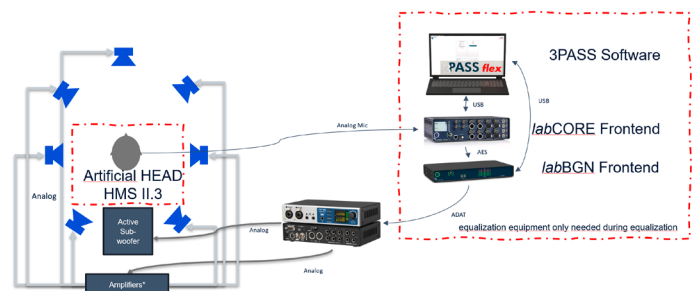 3PASS Software
PASS flex
USB
USB
Analog Mic
labCORE Frontend
AES
labBGN Frontend
Artificial HEAD
HMS II.3
Analog
ADAT
equalization equipment only needed during equalization
Active
Sub-
woofer
Analog
Analog
Amplifiers*